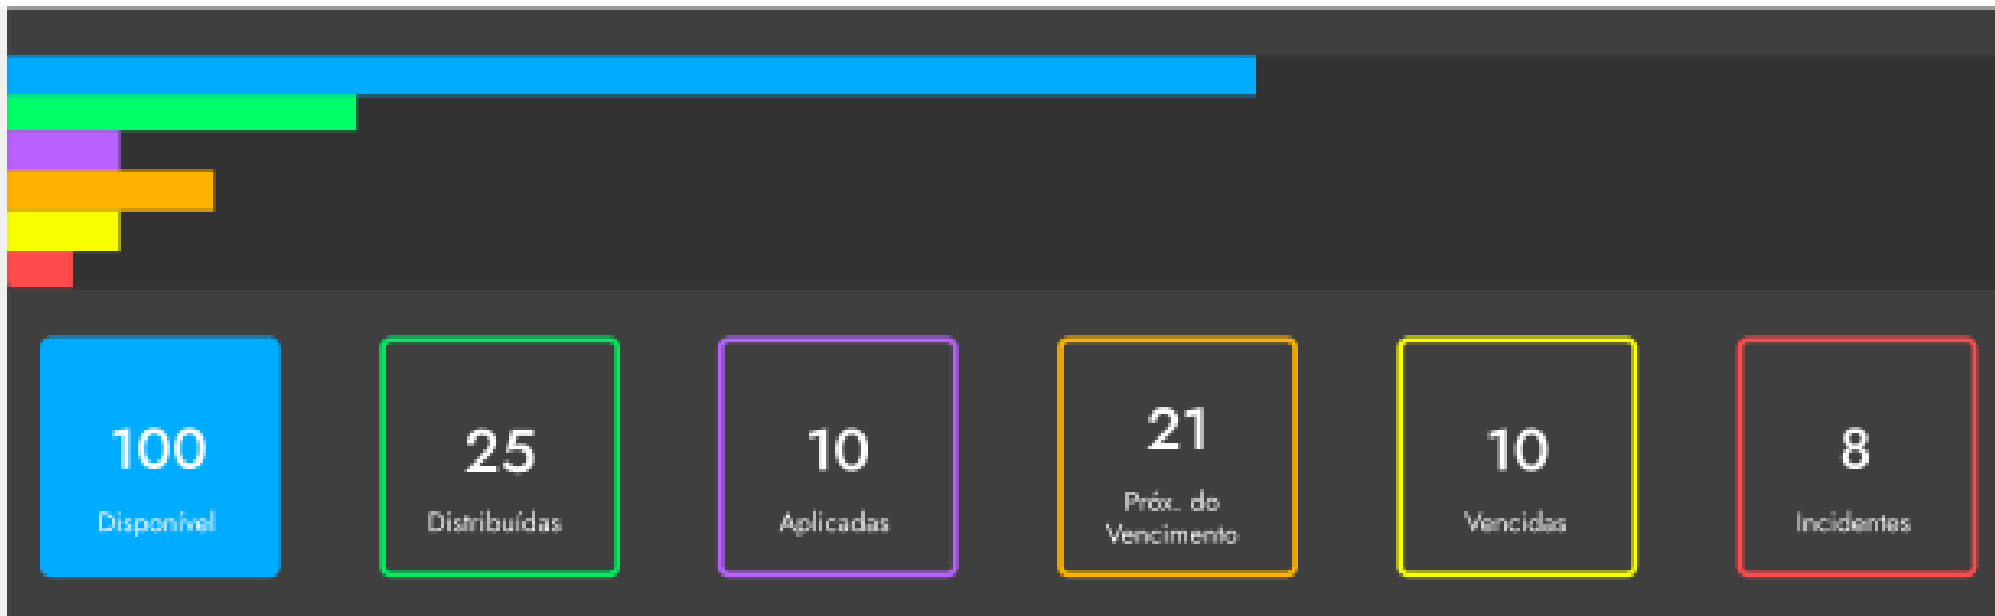 100
Disponível
25
Distribuídas
10
Aplicadas
21
Próx. do
Vencimento
10
Vencidas
8
Incidentes